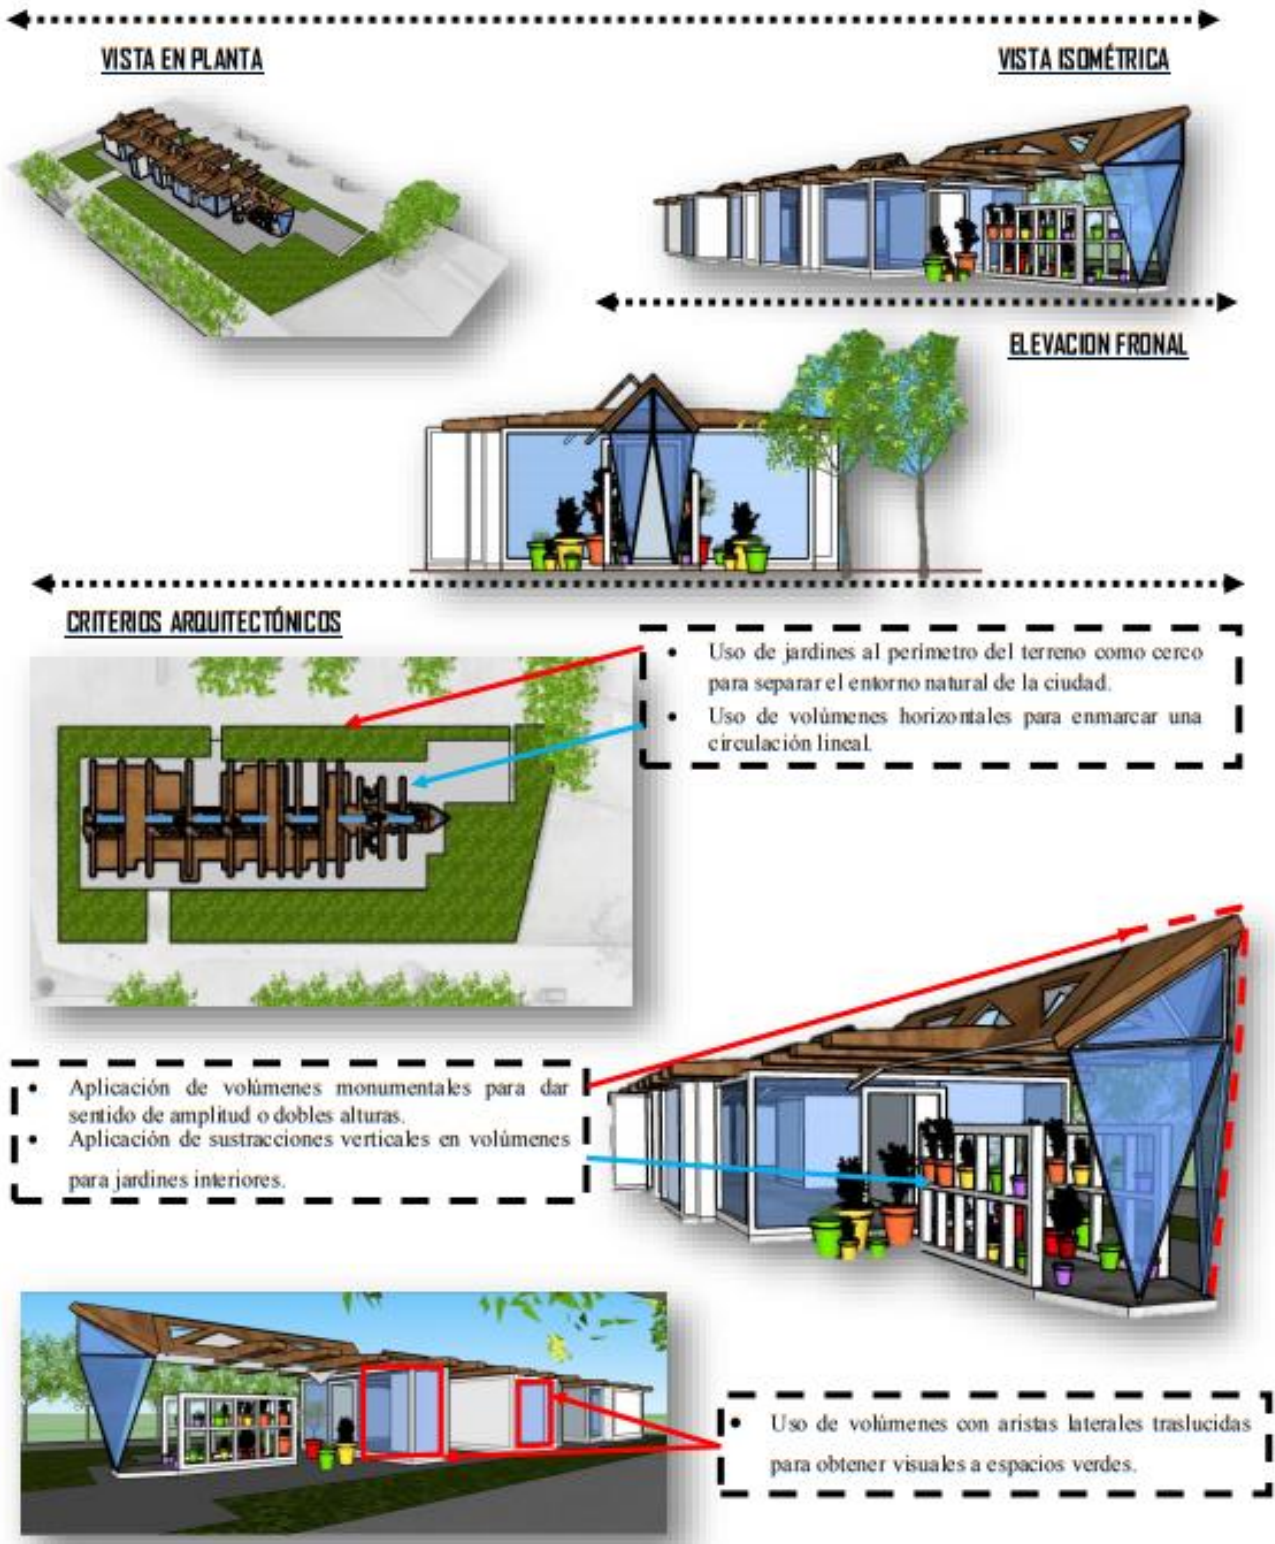 VISTA EN PLANTA
VISTA ISOMÉTRICA
ELEVACION FRONAL
CRITERIOS ARQUITECTÓNICOS
• Uso de jardines al perímetro del terreno como cerco
para separar el entorno natural de la ciudad.
• Uso de volúmenes horizontales para enmarcar una
circulación lineal.
• Aplicación de volúmenes monumentales para dar
sentido de amplitud o dobles alturas.
• Aplicación de sustracciones verticales en volúmenes
para jardines interiores.
• Uso de volúmenes con aristas laterales traslucidas
para obtener visuales a espacios verdes.